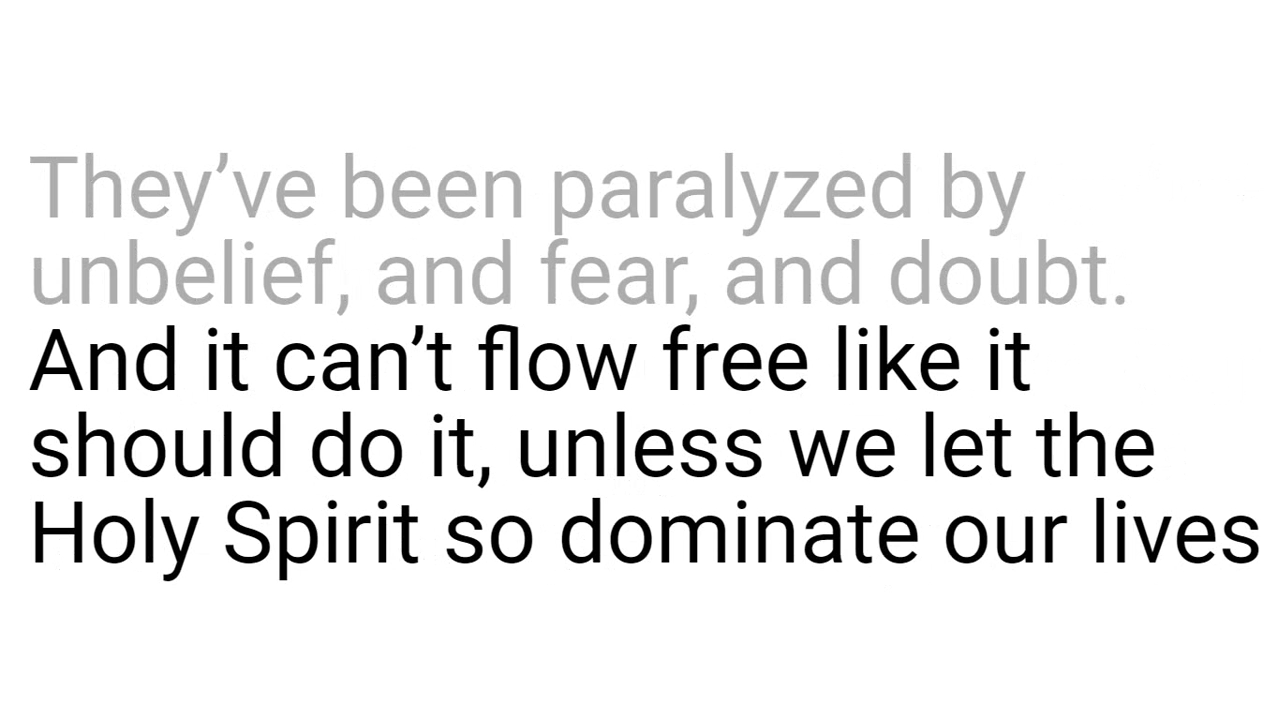 They’ve been paralyzed by
unbelief, and fear, and doubt.
And it can’t flow free like it
should do it, unless we let the
Holy Spirit so dominate our lives